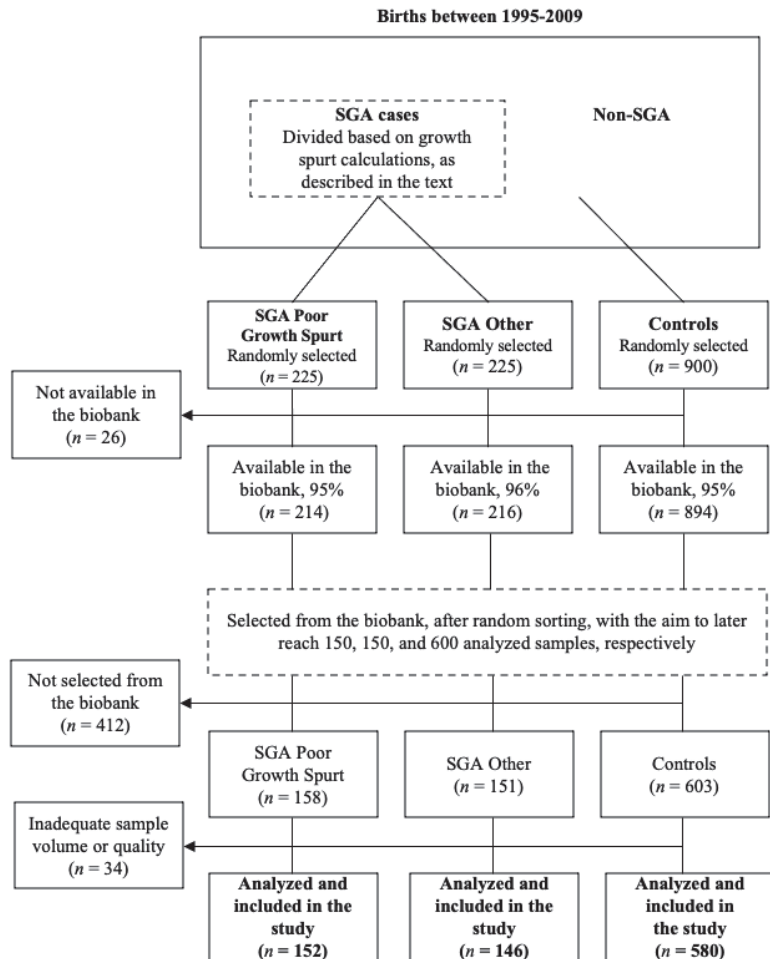 Births between 1995-2009
SGA cases
Divided based on growth
spurt calculations, as
described in the text
Non-SGA
SGA Poor
Growth Spurt
Randomly selected
(n = 225)
SGA Other
Randomly selected
(n = 225)
Controls
Randomly selected
(n = 900)
Not available in
the biobank
(n = 26)
Available in the
biobank, 95%
(n = 214)
Available in the
biobank, 96%
(n = 216)
Available in the
biobank, 95%
(n = 894)
Selected from the biobank, after random sorting, with the aim to later
reach 150, 150, and 600 analyzed samples, respectively
Not selected from
the biobank
(n = 412)
SGA Poor
Growth Spurt
(n = 158)
SGA Other
(n = 151)
Controls
(n = 603)
Inadequate sample
volume or quality
(n = 34)
Analyzed and
included in the
study
(n = 152)
Analyzed and
included in the
study
(n = 146)
Analyzed and
included in
the study
(n = 580)